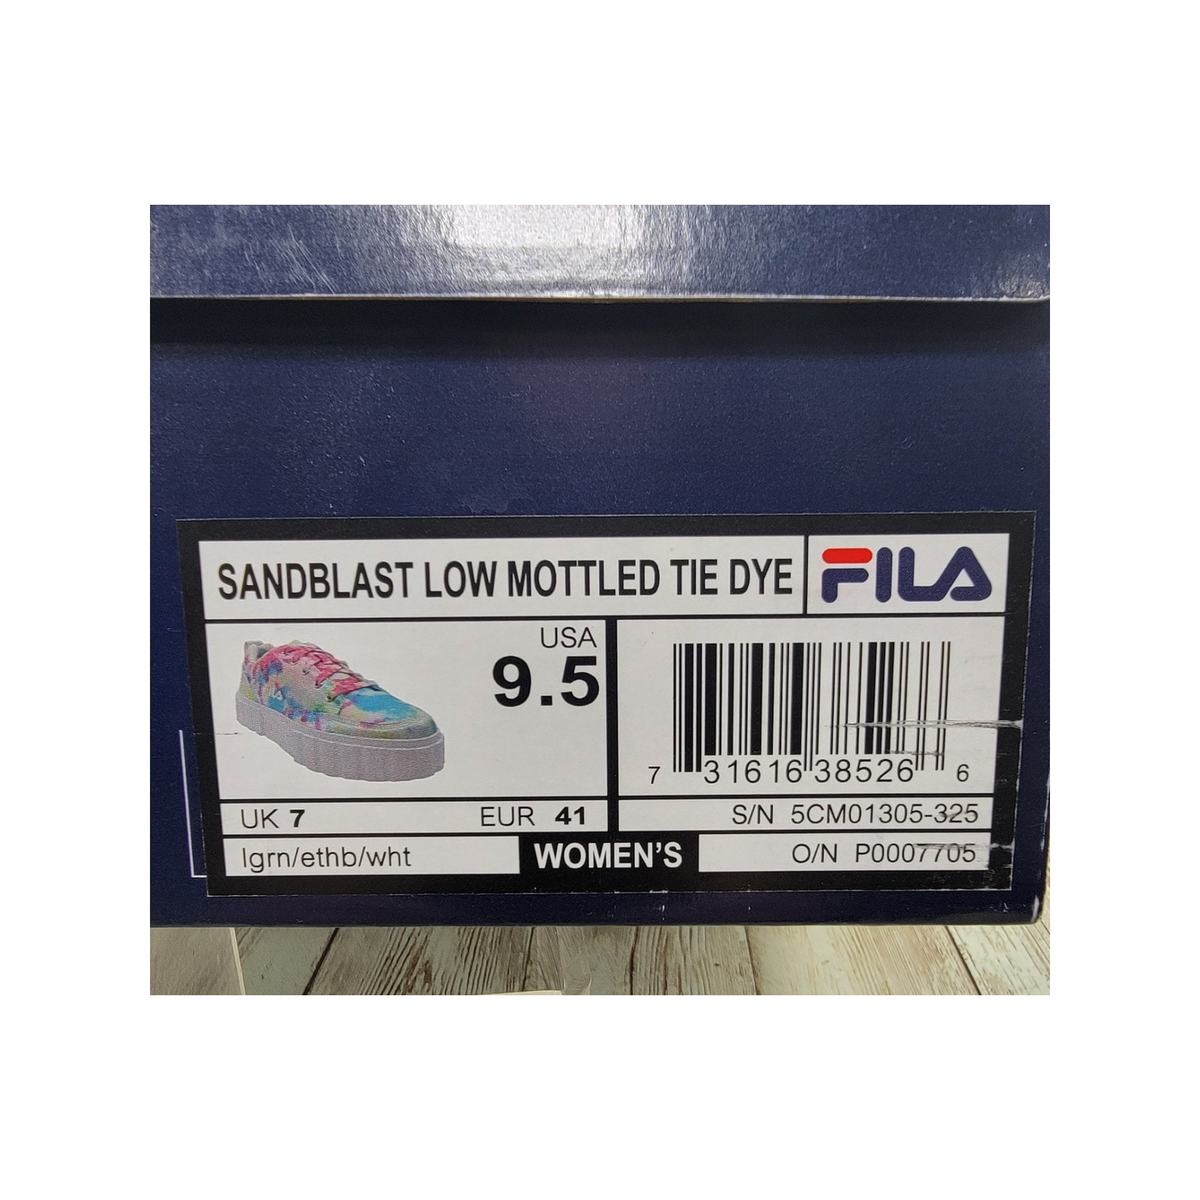 SANDBLAST LOW MOTTLED TIE DYE
FILA
USA
9.5
7 31616 38526 6
UK 7
EUR 41
S/N 5CM01305-325
lgrn/ethb/wht
WOMEN'S
O/N P0007705